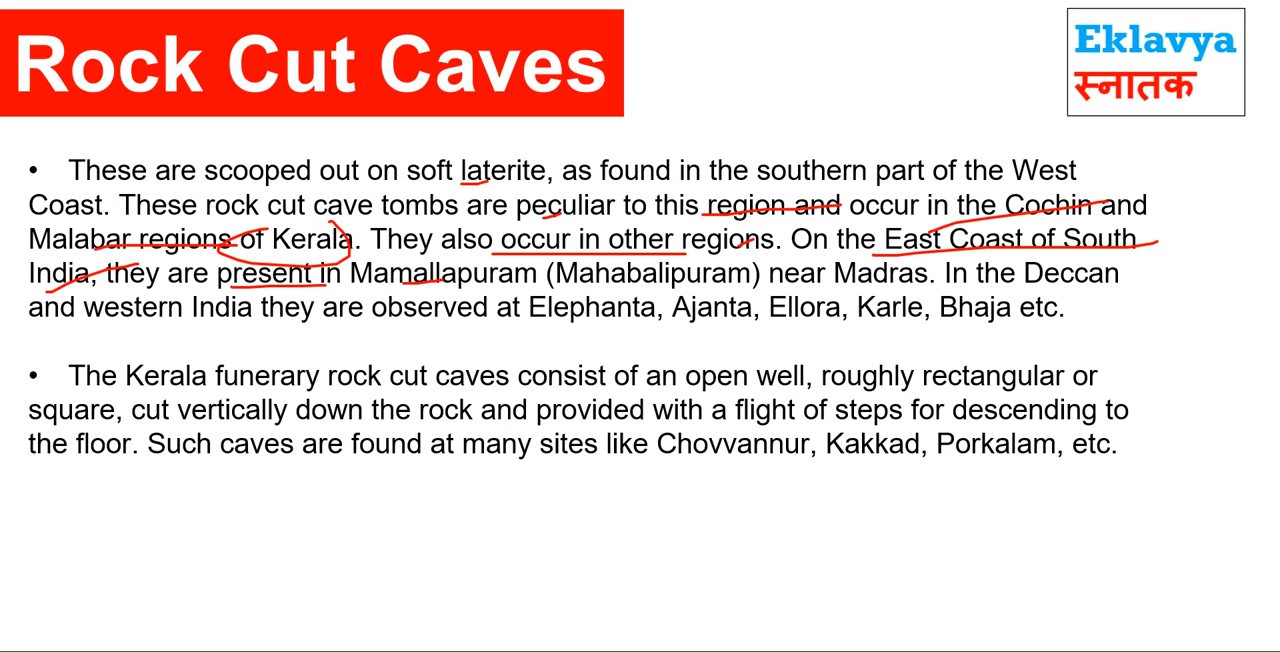 Rock Cut Caves
Eklavya
स्नातक
• These are scooped out on soft laterite, as found in the southern part of the West
Coast. These rock cut cave tombs are peculiar to this region and occur in the Cochin and
Malabar regions of Kerala. They also occur in other regions. On the East Coast of South
India, they are present in Mamallapuram (Mahabalipuram) near Madras. In the Deccan
and western India they are observed at Elephanta, Ajanta, Ellora, Karle, Bhaja etc.
• The Kerala funerary rock cut caves consist of an open well, roughly rectangular or
square, cut vertically down the rock and provided with a flight of steps for descending to
the floor. Such caves are found at many sites like Chovvannur, Kakkad, Porkalam, etc.